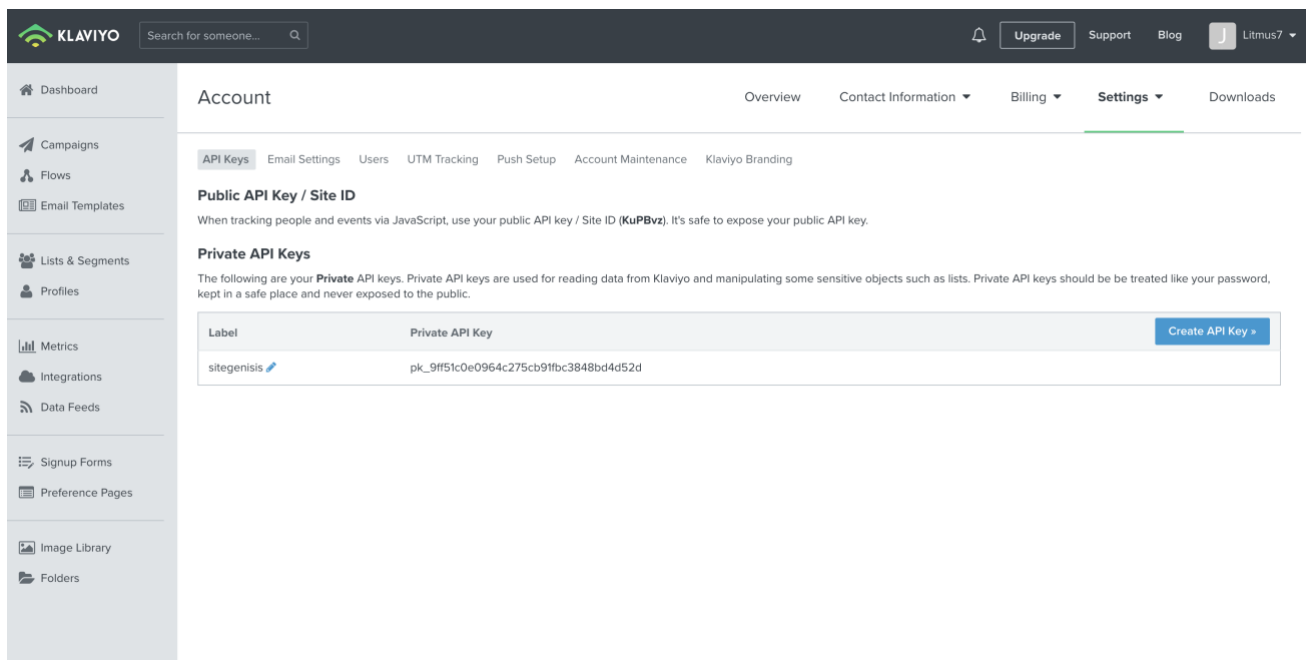 KLAVIYO
Search for someone...
Upgrade
Support
Blog
J
Litmus7
Dashboard
Campaigns
Flows
Email Templates
Lists & Segments
Profiles
Metrics
Integrations
Data Feeds
Signup Forms
Preference Pages
Image Library
Folders
Account
Overview
Contact Information
Billing
Settings
Downloads
API Keys
Email Settings
Users
UTM Tracking
Push Setup
Account Maintenance
Klaviyo Branding
Public API Key / Site ID
When tracking people and events via JavaScript, use your public API key / Site ID (KuPBvz). It's safe to expose your public API key.
Private API Keys
The following are your Private API keys. Private API keys are used for reading data from Klaviyo and manipulating some sensitive objects such as lists. Private API keys should be be treated like your password,
kept in a safe place and never exposed to the public.
Label
Private API Key
Create API Key »
sitegenisis
pk_9ff51c0e0964c275cb91fbc3848bd4d52d